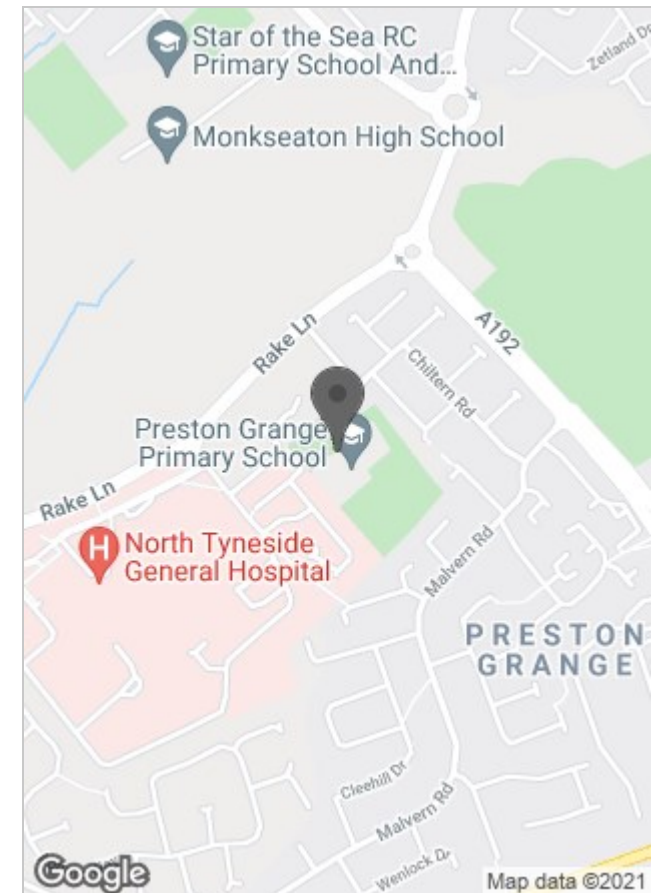 Star of the Sea RC
Primary School And...
Zetland Dr
Monkseaton High School
A192
Rake Ln
Chiltern Rd
Preston Grange
Primary School
Rake Ln
H
North Tyneside
General Hospital
Malvern Rd
PRESTON
GRANGE
Cleehill Dr
Malvern Rd
Wenlock Dr
Google
Map data ©2021